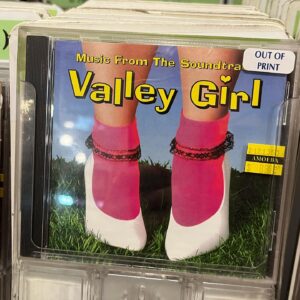 OUT OF
PRINT
Music From The Soundtra
Valley Girl
AMOEBA